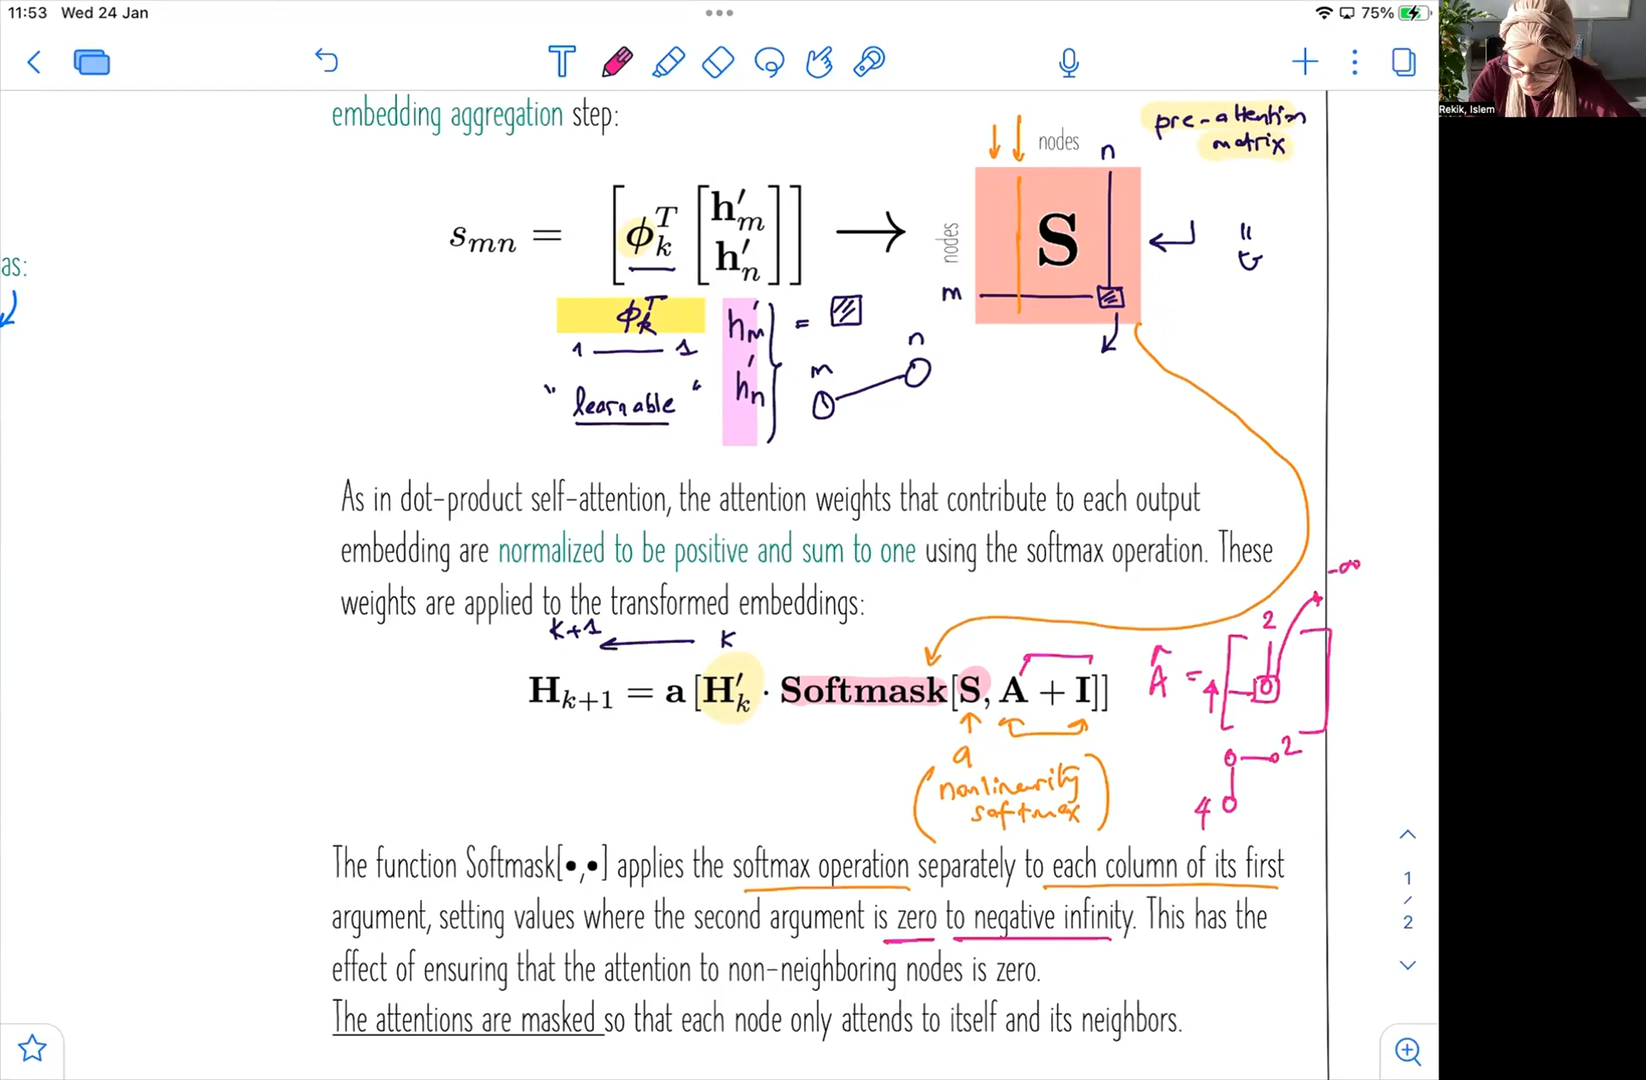 11:53 Wed 24 Jan
75%
Rekik, Islem
embedding aggregation step:
pre-attention
matrix
nodes
n
s_{mn} = [ϕ_k^T [h′_m h′_n]] → S
nodes
m
as:
ϕ_k^T
h′_m
h′_n
=
1 1
"learnable"
m
n
As in dot-product self-attention, the attention weights that contribute to each output
embedding are normalized to be positive and sum to one using the softmax operation. These
weights are applied to the transformed embeddings:
k+1 k
-∞
H_{k+1} = a[H′_k · Softmask[S, A + I]]
Â =
2
4
0
a
(nonlinearity
softmax)
2
4
The function Softmask[•,•] applies the softmax operation separately to each column of its first
argument, setting values where the second argument is zero to negative infinity. This has the
effect of ensuring that the attention to non-neighboring nodes is zero.
The attentions are masked so that each node only attends to itself and its neighbors.
1
/
2